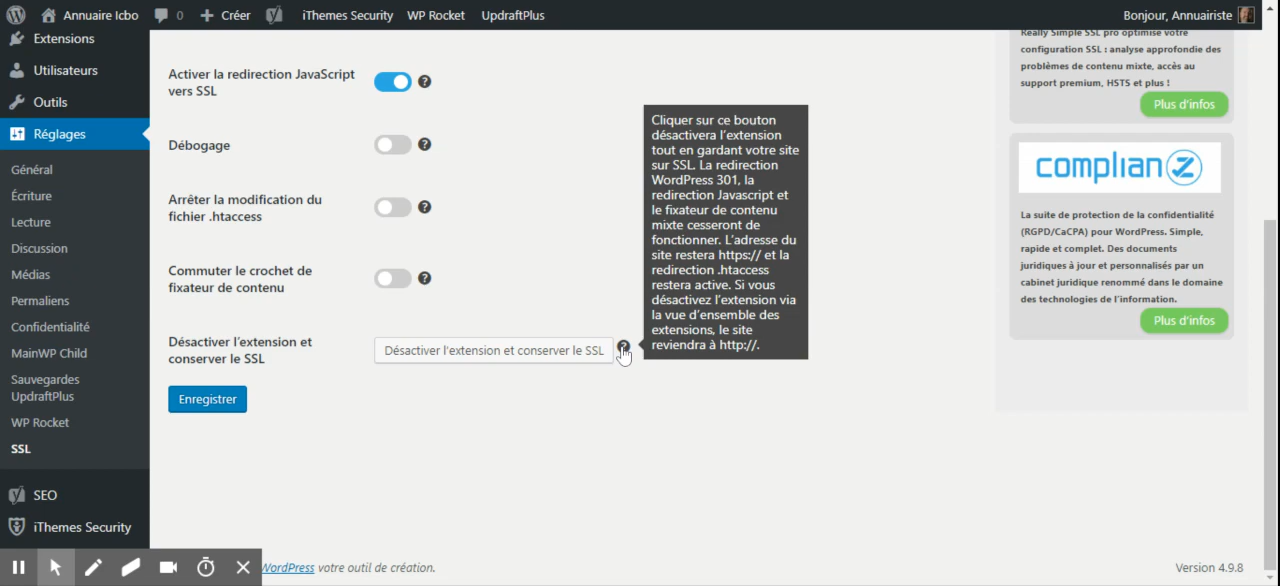 Annuaire Icbo 0 Créer iThemes Security WP Rocket UpdraftPlus Bonjour, Annuairiste
Extensions
Utilisateurs
Outils
Réglages
Général
Écriture
Lecture
Discussion
Médias
Permaliens
Confidentialité
MainWP Child
Sauvegardes
UpdraftPlus
WP Rocket
SSL
SEO
iThemes Security
Activer la redirection JavaScript
vers SSL
Débogage
Arrêter la modification du
fichier .htaccess
Commuter le crochet de
fixateur de contenu
Désactiver l'extension et
conserver le SSL
Désactiver l'extension et conserver le SSL
Enregistrer
Cliquer sur ce bouton
désactivera l'extension
tout en gardant votre site
sur SSL. La redirection
WordPress 301, la
redirection Javascript et
le fixateur de contenu
mixte cesseront de
fonctionner. L'adresse du
site restera https:// et la
redirection .htaccess
restera active. Si vous
désactivez l'extension via
la vue d'ensemble des
extensions, le site
reviendra à http://.
Really Simple SSL pro optimise votre
configuration SSL : analyse approfondie des
problèmes de contenu mixte, accès au
support premium, HSTS et plus !
Plus d'infos
complianz
La suite de protection de la confidentialité
(RGPD/CaCPA) pour WordPress. Simple,
rapide et complet. Des documents
juridiques à jour et personnalisés par un
cabinet juridique renommé dans le domaine
des technologies de l'information.
Plus d'infos
WordPress votre outil de création.
Version 4.9.8